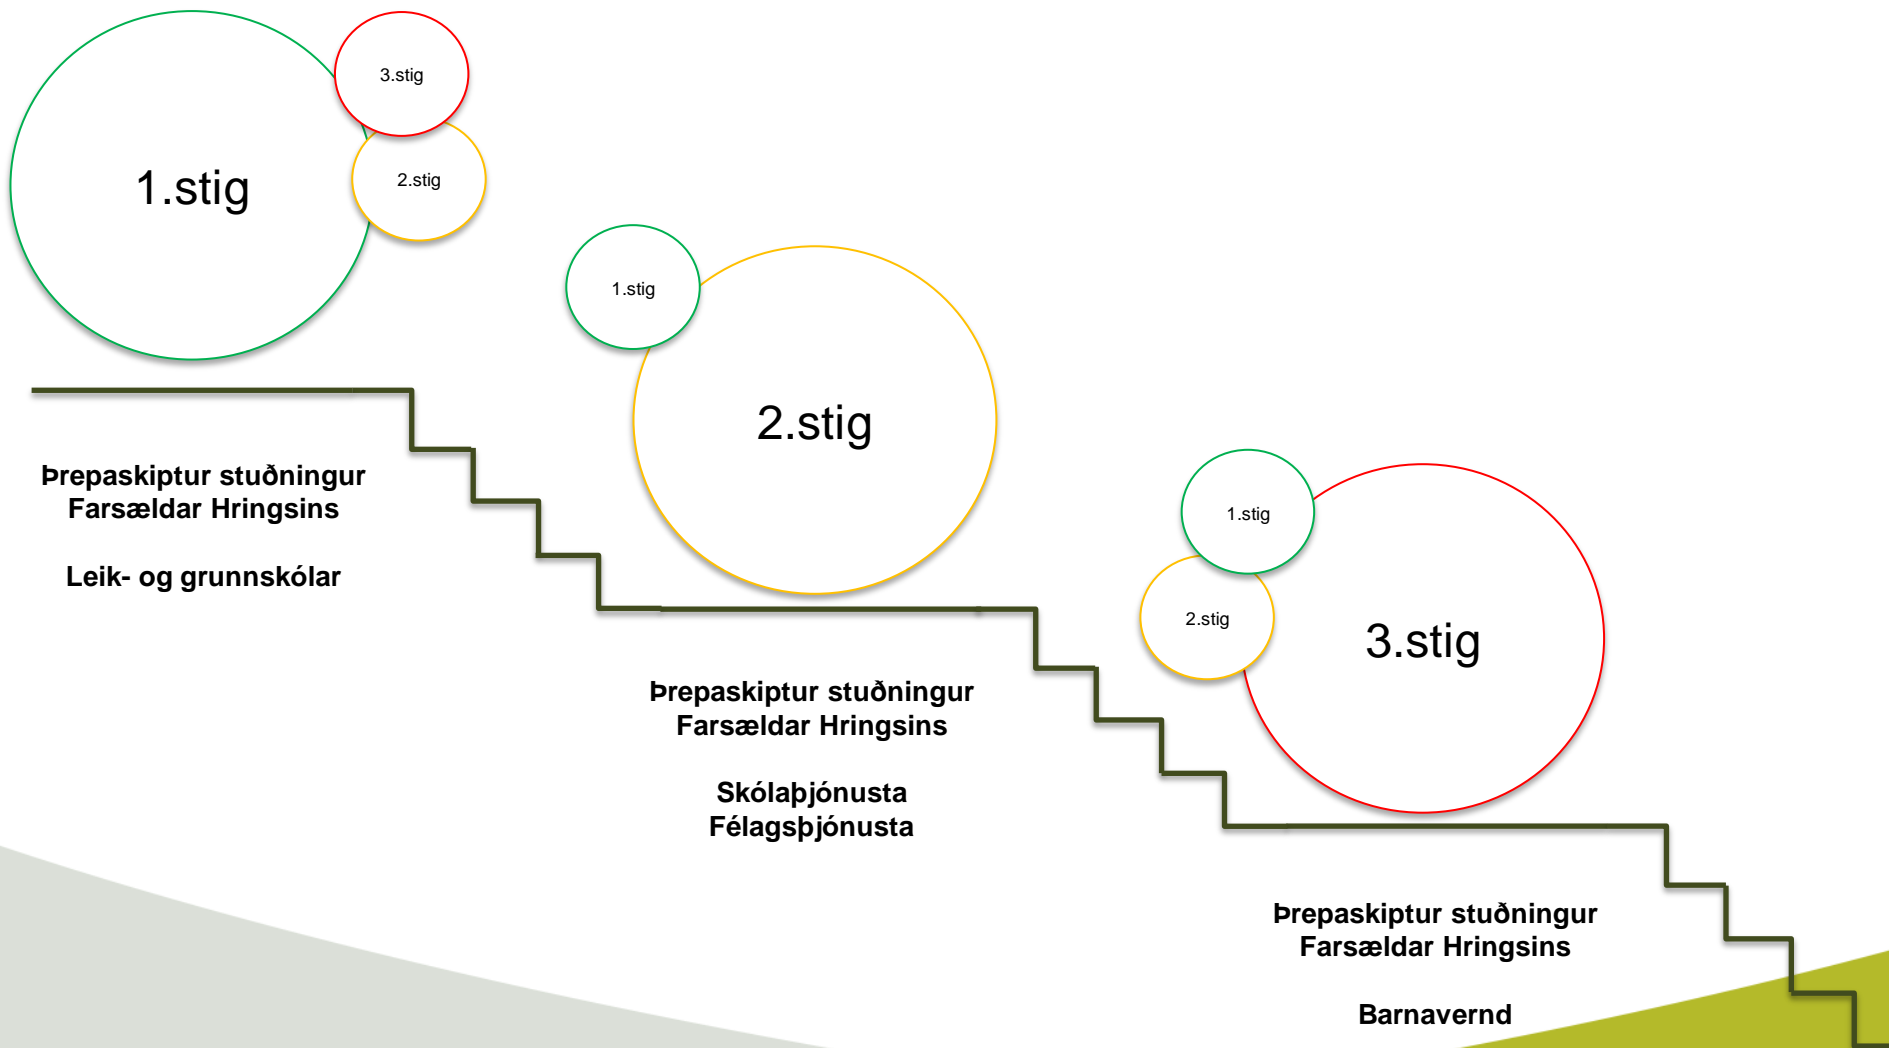 3.stig
1.stig
2.stig
Þrepaskiptur stuðningur
Farsældar Hringsins
Leik- og grunnskólar
1.stig
2.stig
Þrepaskiptur stuðningur
Farsældar Hringsins
Skólaþjónusta
Félagsþjónusta
1.stig
2.stig
3.stig
Þrepaskiptur stuðningur
Farsældar Hringsins
Barnavernd